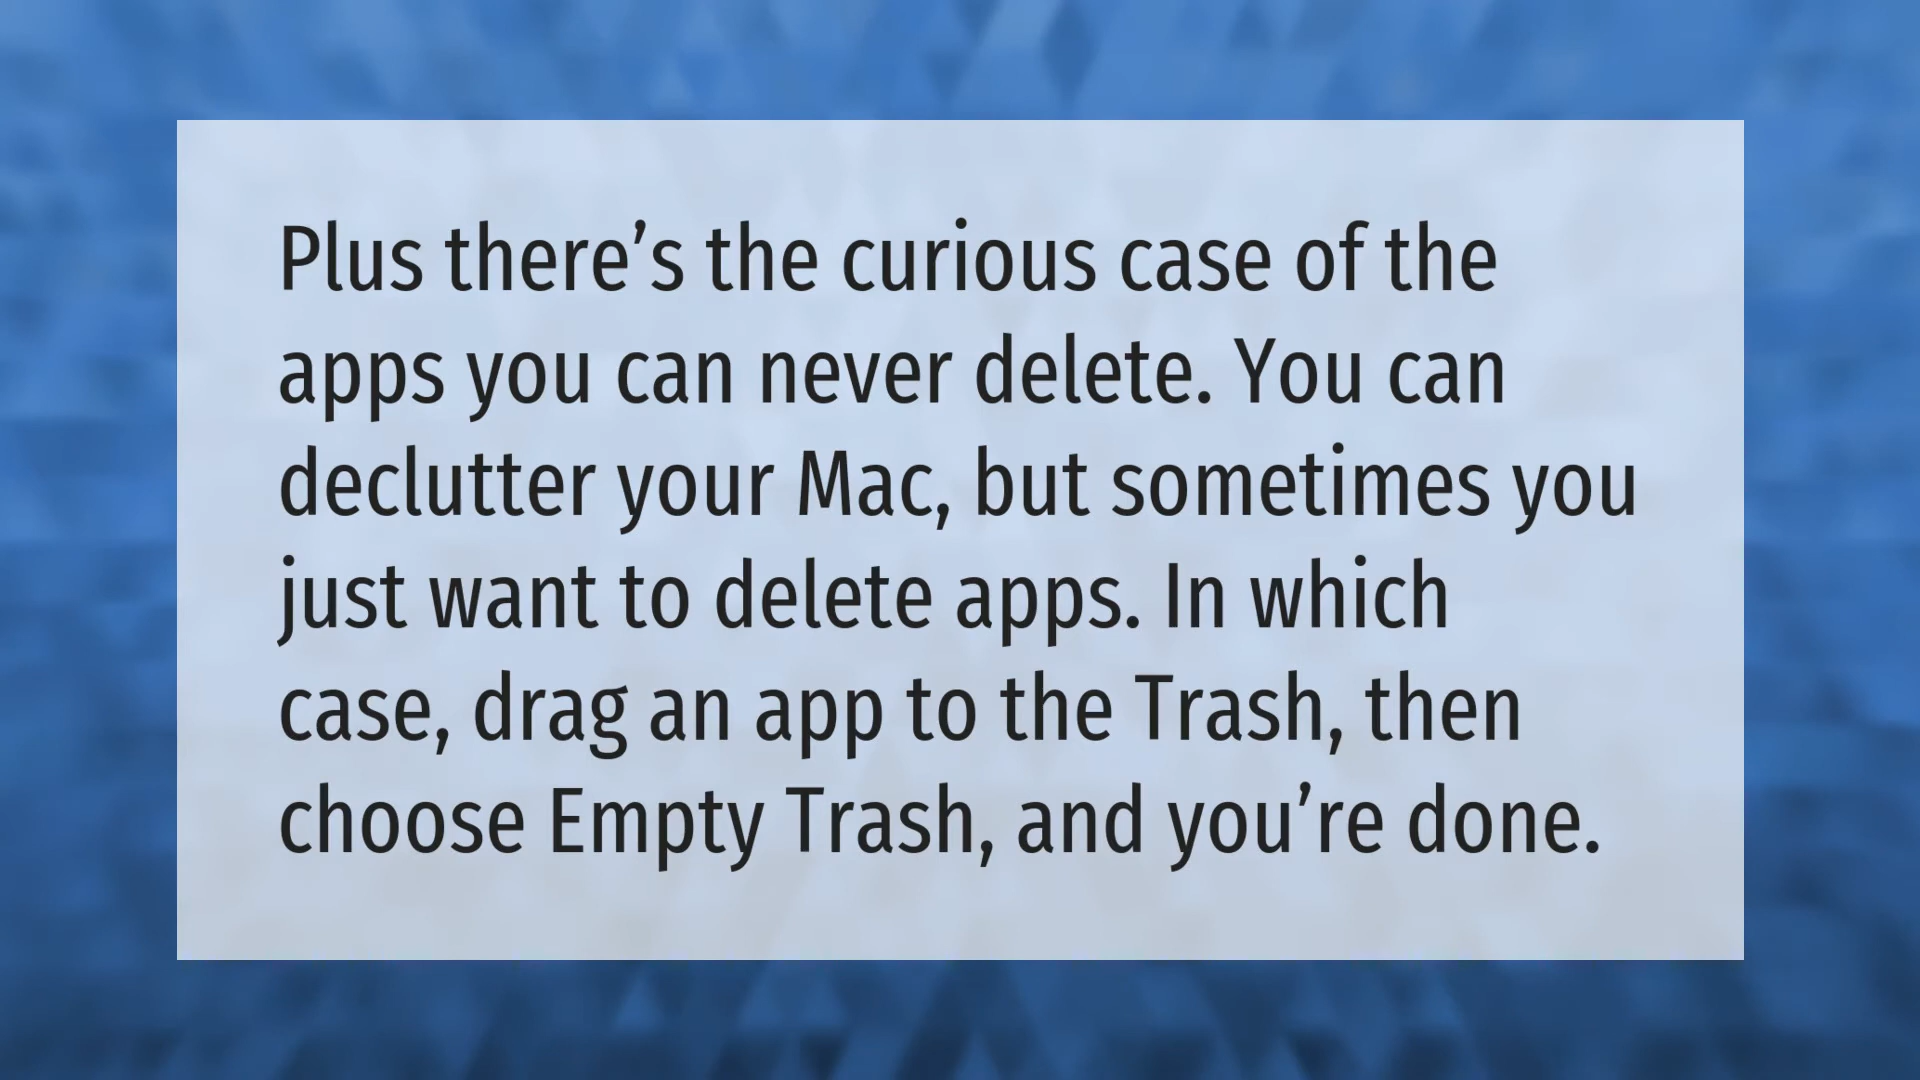 Plus there’s the curious case of the
apps you can never delete. You can
declutter your Mac, but sometimes you
just want to delete apps. In which
case, drag an app to the Trash, then
choose Empty Trash, and you’re done.